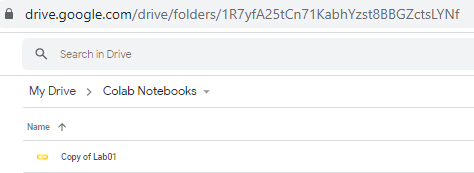 drive.google.com/drive/folders/1R7yfA25tCn71KabhYzst8BBGZctsLYNf
Search in Drive
My Drive > Colab Notebooks
Name
Copy of Lab01